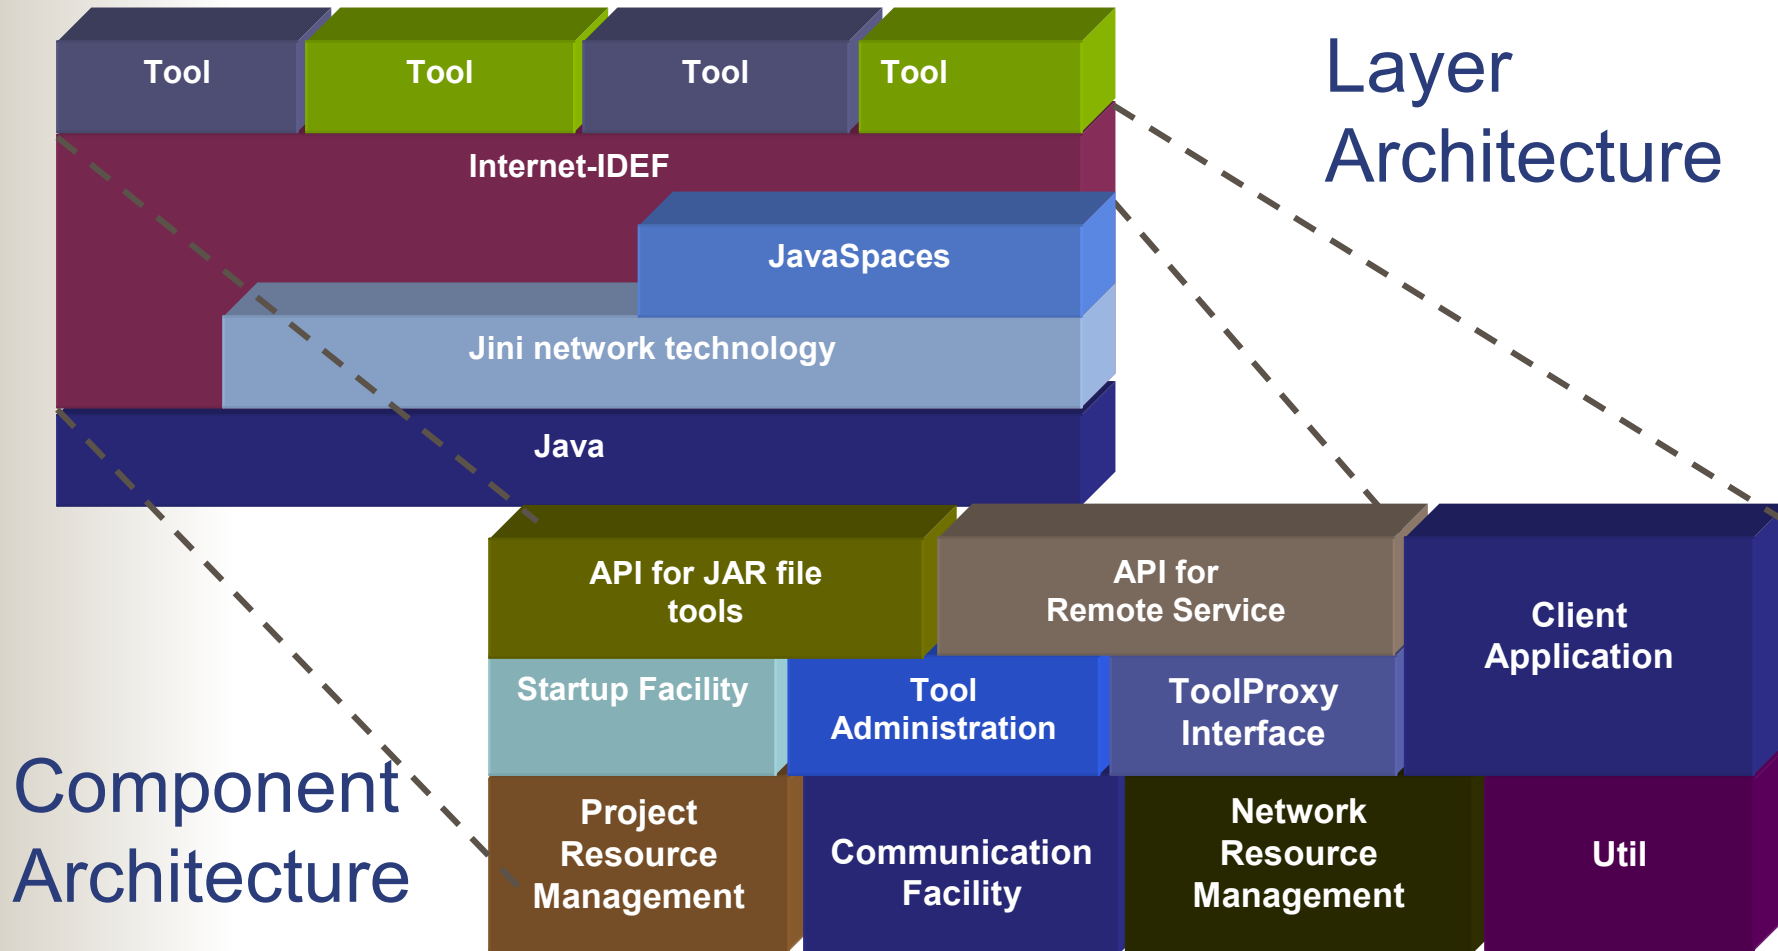 Layer
Architecture
Tool
Tool
Tool
Tool
Internet-IDEF
JavaSpaces
Jini network technology
Java
API for JAR file
tools
API for
Remote Service
Client
Application
Startup Facility
Tool
Administration
ToolProxy
Interface
Component
Architecture
Project
Resource
Management
Communication
Facility
Network
Resource
Management
Util